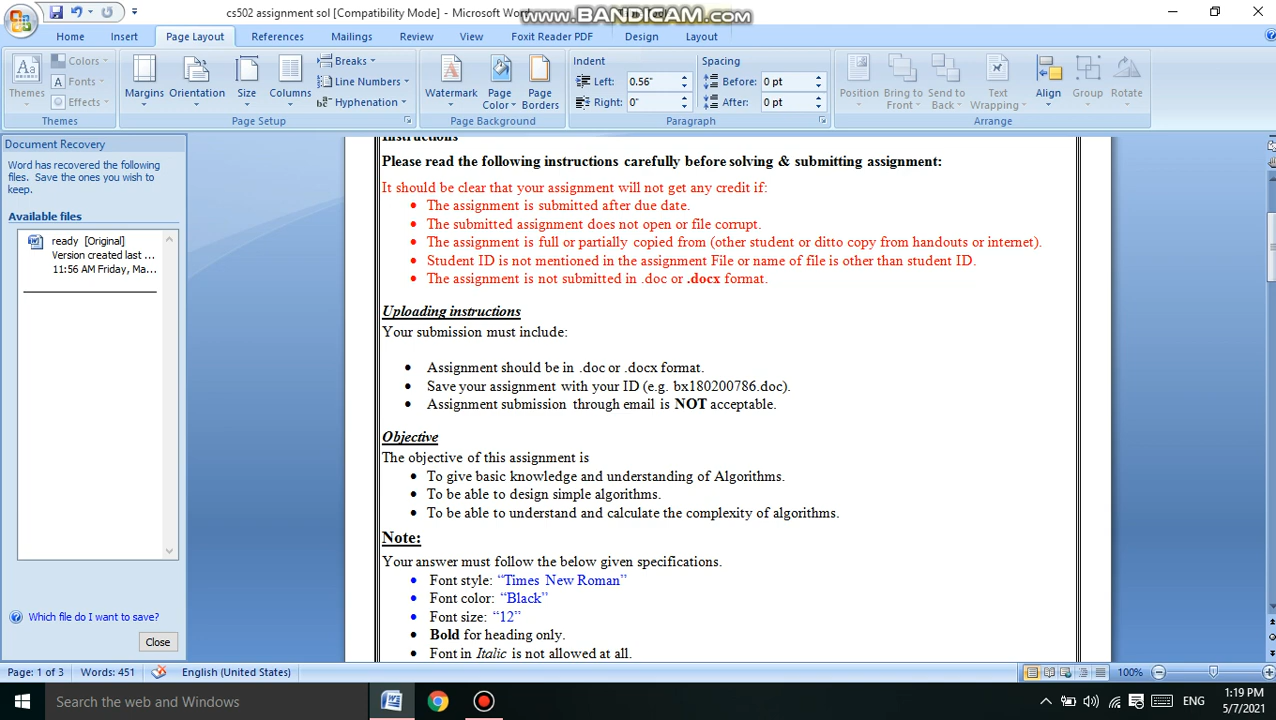 cs502 assignment sol [Compatibility Mode] - Microsoft Word
www.BANDICAM.com
Home Insert Page Layout References Mailings Review View Foxit Reader PDF Design Layout
Themes
Colors
Fonts
Effects
Themes
Margins Orientation Size Columns
Breaks
Line Numbers
Hyphenation
Page Setup
Watermark Page Color Page Borders
Page Background
Indent
Left: 0.56"
Right: 0"
Spacing
Before: 0 pt
After: 0 pt
Paragraph
Position Bring to Front Send to Back Text Wrapping Align Group Rotate
Arrange
Document Recovery
Word has recovered the following
files. Save the ones you wish to
keep.
Available files
ready [Original]
Version created last ...
11:56 AM Friday, Ma...
Which file do I want to save?
Close
Instructions
Please read the following instructions carefully before solving & submitting assignment:
It should be clear that your assignment will not get any credit if:
• The assignment is submitted after due date.
• The submitted assignment does not open or file corrupt.
• The assignment is full or partially copied from (other student or ditto copy from handouts or internet).
• Student ID is not mentioned in the assignment File or name of file is other than student ID.
• The assignment is not submitted in .doc or .docx format.
Uploading instructions
Your submission must include:
• Assignment should be in .doc or .docx format.
• Save your assignment with your ID (e.g. bx180200786.doc).
• Assignment submission through email is NOT acceptable.
Objective
The objective of this assignment is
• To give basic knowledge and understanding of Algorithms.
• To be able to design simple algorithms.
• To be able to understand and calculate the complexity of algorithms.
Note:
Your answer must follow the below given specifications.
• Font style: “Times New Roman”
• Font color: “Black”
• Font size: “12”
• Bold for heading only.
• Font in Italic is not allowed at all.
Page: 1 of 3 Words: 451 English (United States) 100%
Search the web and Windows
ENG
1:19 PM
5/7/2021